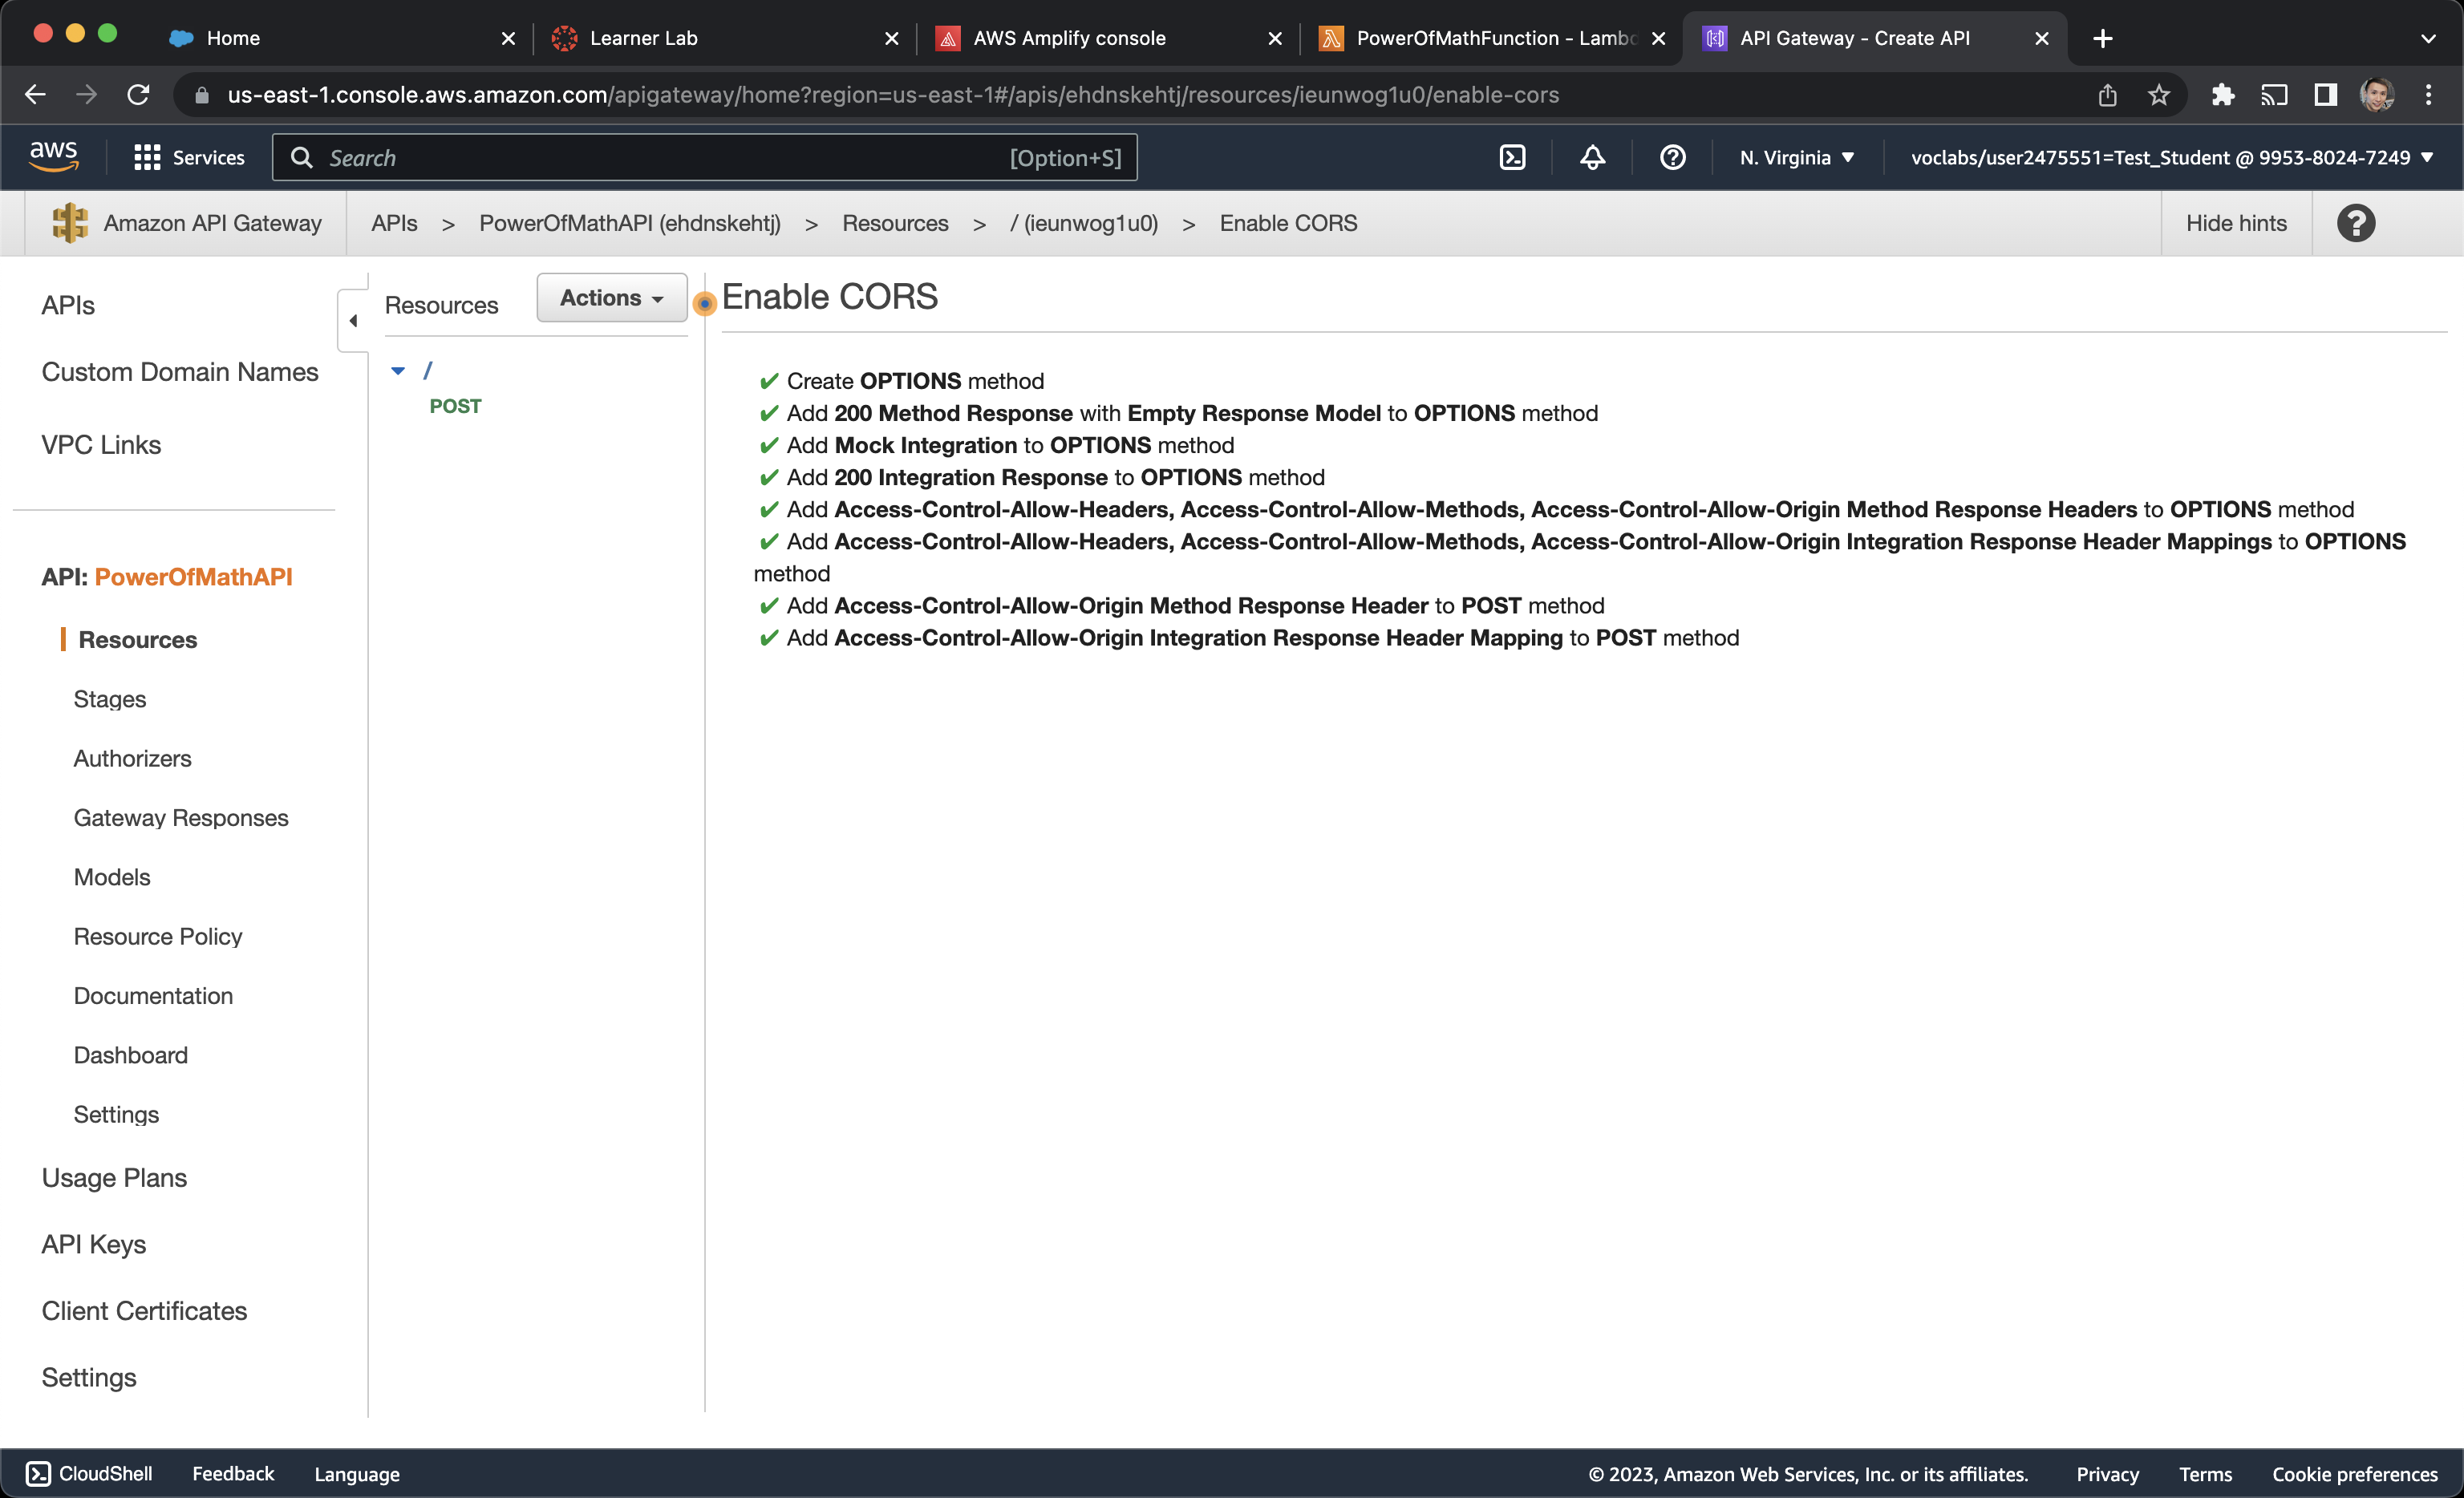 Home
Learner Lab
AWS Amplify console
PowerOfMathFunction - Lambd
API Gateway - Create API
us-east-1.console.aws.amazon.com/apigateway/home?region=us-east-1#/apis/ehdnskehtj/resources/ieunwog1u0/enable-cors
aws
Services
Search
[Option+S]
N. Virginia
voclabs/user2475551=Test_Student @ 9953-8024-7249
Amazon API Gateway
APIs > PowerOfMathAPI (ehdnskehtj) > Resources > / (ieunwog1u0) > Enable CORS
Hide hints
APIs
Custom Domain Names
VPC Links
API: PowerOfMathAPI
Resources
Stages
Authorizers
Gateway Responses
Models
Resource Policy
Documentation
Dashboard
Settings
Usage Plans
API Keys
Client Certificates
Settings
Resources
Actions
/
POST
Enable CORS
✔ Create OPTIONS method
✔ Add 200 Method Response with Empty Response Model to OPTIONS method
✔ Add Mock Integration to OPTIONS method
✔ Add 200 Integration Response to OPTIONS method
✔ Add Access-Control-Allow-Headers, Access-Control-Allow-Methods, Access-Control-Allow-Origin Method Response Headers to OPTIONS method
✔ Add Access-Control-Allow-Headers, Access-Control-Allow-Methods, Access-Control-Allow-Origin Integration Response Header Mappings to OPTIONS
method
✔ Add Access-Control-Allow-Origin Method Response Header to POST method
✔ Add Access-Control-Allow-Origin Integration Response Header Mapping to POST method
CloudShell
Feedback
Language
© 2023, Amazon Web Services, Inc. or its affiliates.
Privacy
Terms
Cookie preferences